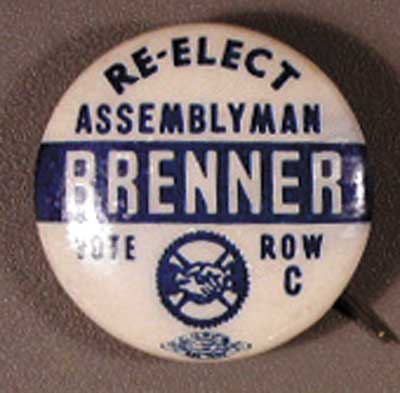 RE-ELECT
ASSEMBLYMAN
BRENNER
VOTE ROW
C